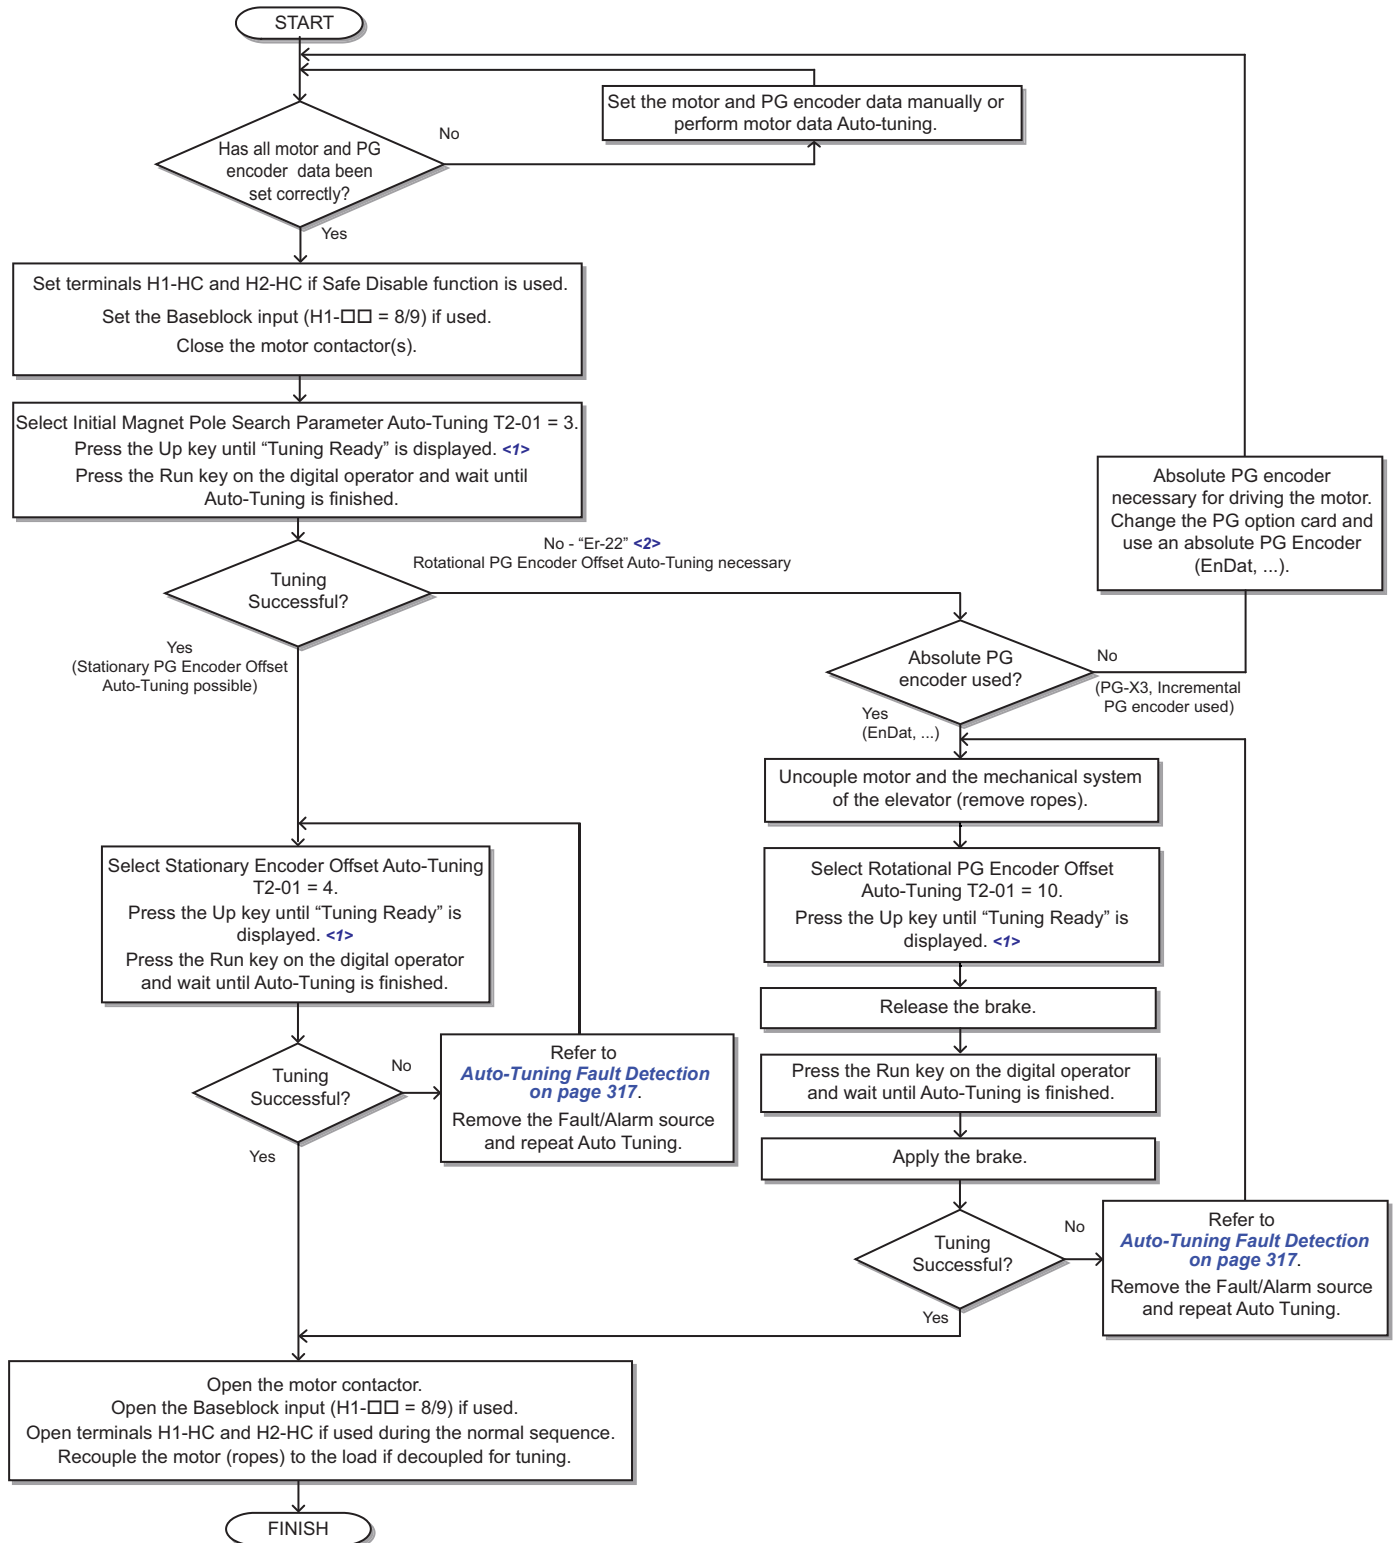 START
Set the motor and PG encoder data manually or
perform motor data Auto-tuning.
No
Has all motor and PG
encoder data been
set correctly?
Yes
Set terminals H1-HC and H2-HC if Safe Disable function is used.
Set the Baseblock input (H1-□□ = 8/9) if used.
Close the motor contactor(s).
Select Initial Magnet Pole Search Parameter Auto-Tuning T2-01 = 3.
Press the Up key until “Tuning Ready” is displayed. <1>
Press the Run key on the digital operator and wait until
Auto-Tuning is finished.
Absolute PG encoder
necessary for driving the motor.
Change the PG option card and
use an absolute PG Encoder
(EnDat, ...).
No - “Er-22” <2>
Rotational PG Encoder Offset Auto-Tuning necessary
Tuning
Successful?
Yes
(Stationary PG Encoder Offset
Auto-Tuning possible)
Absolute PG
encoder used?
No
(PG-X3, Incremental
PG encoder used)
Yes
(EnDat, ...)
Uncouple motor and the mechanical system
of the elevator (remove ropes).
Select Stationary Encoder Offset Auto-Tuning
T2-01 = 4.
Press the Up key until “Tuning Ready” is
displayed. <1>
Press the Run key on the digital operator
and wait until Auto-Tuning is finished.
Select Rotational PG Encoder Offset
Auto-Tuning T2-01 = 10.
Press the Up key until “Tuning Ready” is
displayed. <1>
Release the brake.
Tuning
Successful?
No
Yes
Refer to
Auto-Tuning Fault Detection
on page 317.
Remove the Fault/Alarm source
and repeat Auto Tuning.
Press the Run key on the digital operator
and wait until Auto-Tuning is finished.
Apply the brake.
Tuning
Successful?
No
Yes
Refer to
Auto-Tuning Fault Detection
on page 317.
Remove the Fault/Alarm source
and repeat Auto Tuning.
Open the motor contactor.
Open the Baseblock input (H1-□□ = 8/9) if used.
Open terminals H1-HC and H2-HC if used during the normal sequence.
Recouple the motor (ropes) to the load if decoupled for tuning.
FINISH